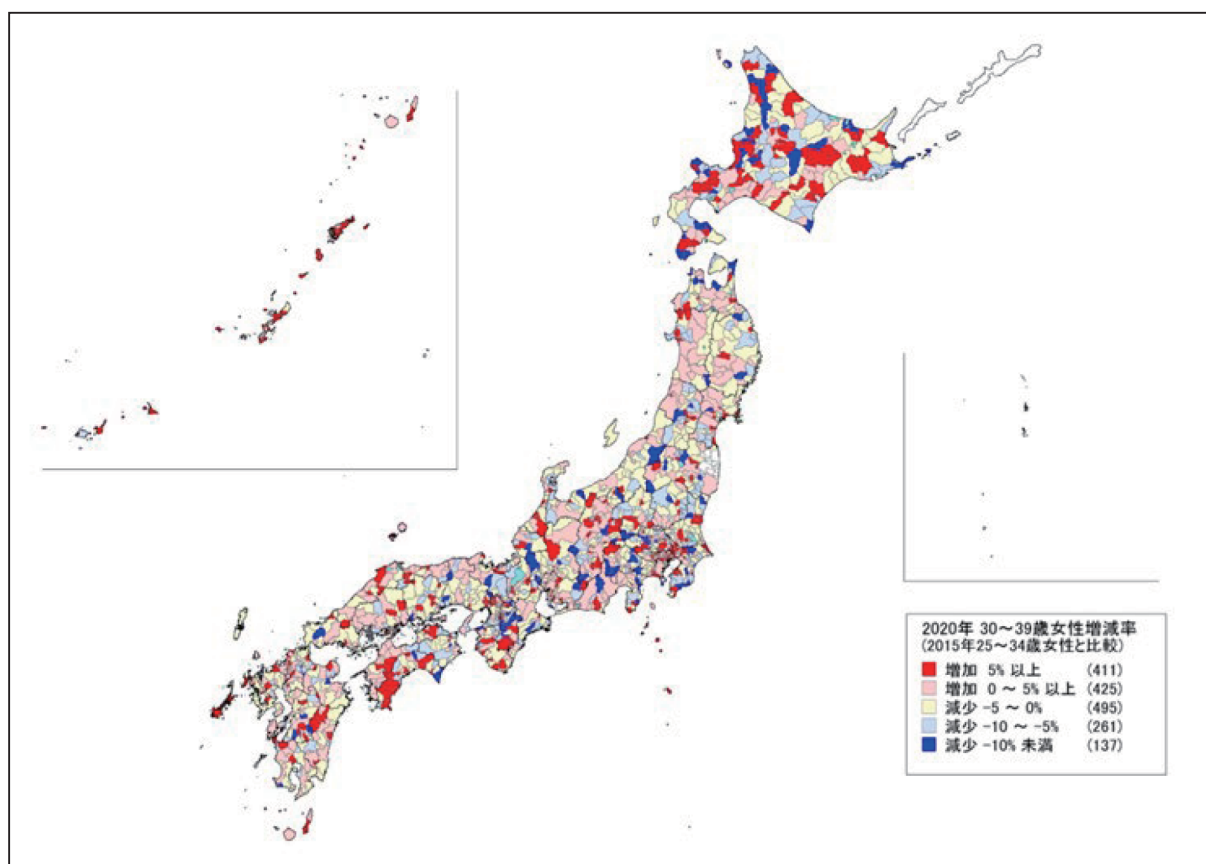 2020年 30～39歳女性増減率
(2015年25～34歳女性と比較)
増加 5% 以上 (411)
増加 0 ～ 5% 以上 (425)
減少 -5 ～ 0% (495)
減少 -10 ～ -5% (261)
減少 -10% 未満 (137)